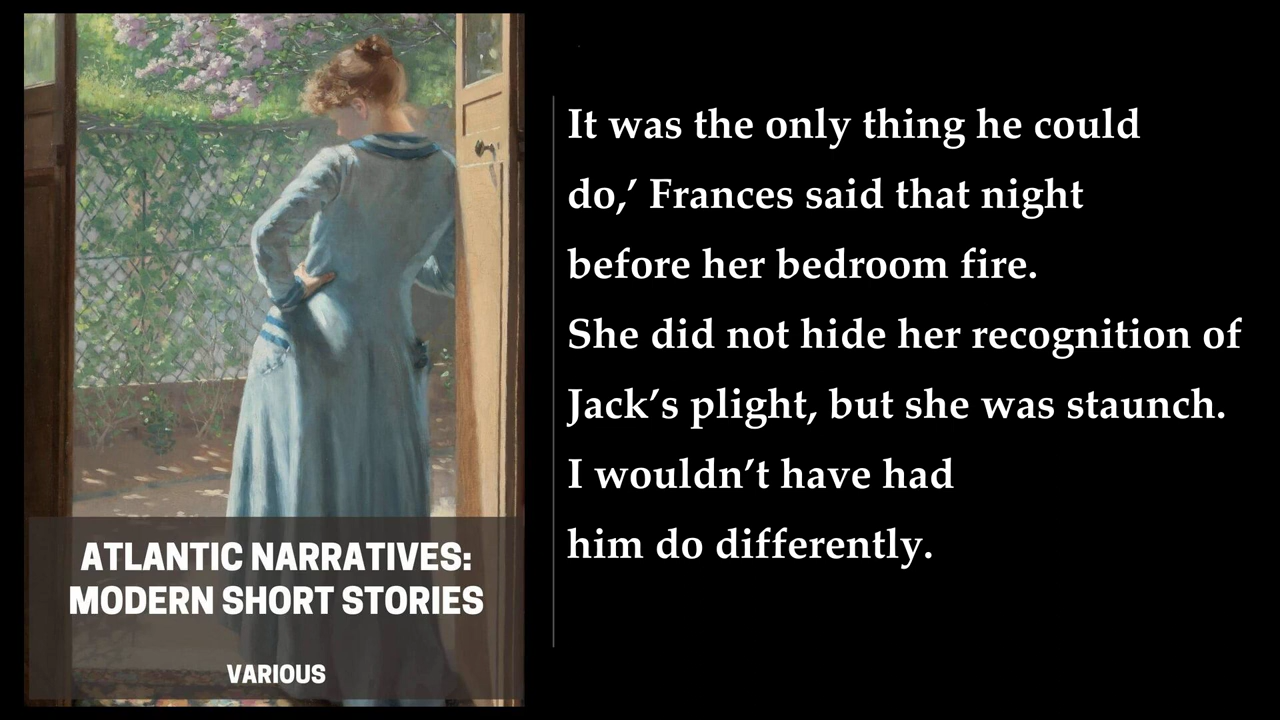 ATLANTIC NARRATIVES:
MODERN SHORT STORIES
VARIOUS
It was the only thing he could
do,’ Frances said that night
before her bedroom fire.
She did not hide her recognition of
Jack’s plight, but she was staunch.
I wouldn’t have had
him do differently.